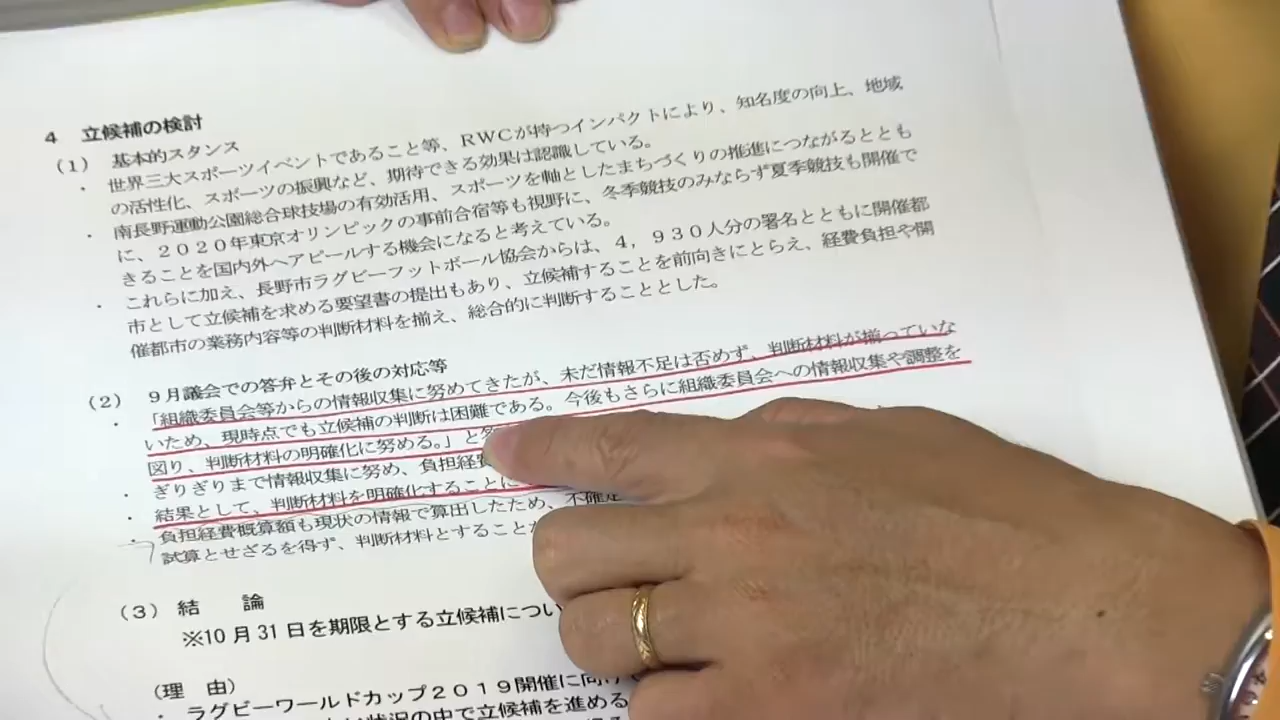 4 立候補の検討
(1) 基本的スタンス
・ 世界三大スポーツイベントであること等、RWCが持つインパクトにより、知名度の向上、地域
の活性化、スポーツの振興など、期待できる効果は認識している。
・ 南長野運動公園総合球技場の有効活用、スポーツを軸としたまちづくりの推進につながるととも
に、2020年東京オリンピックの事前合宿等も視野に、冬季競技のみならず夏季競技も開催で
きることを国内外へアピールする機会になると考えている。
・ これらに加え、長野市ラグビーフットボール協会からは、4,930人分の署名とともに開催都
市として立候補を求める要望書の提出もあり、立候補することを前向きにとらえ、経費負担や開
催都市の業務内容等の判断材料を揃え、総合的に判断することとした。
(2) 9月議会での答弁とその後の対応等
・ 「組織委員会等からの情報収集に努めてきたが、未だ情報不足は否めず、判断材料が揃っていな
いため、現時点でも立候補の判断は困難である。今後もさらに組織委員会への情報収集や調整を
図り、判断材料の明確化に努める。」と
・ ぎりぎりまで情報収集に努め、負担経
結果として、判断材料を明確化することに
・ 負担経費概算額も現状の情報で算出したため、不確定
試算とせざるを得ず、判断材料とすること
(3) 結 論
※10月31日を期限とする立候補につい
(理 由)
・ ラグビーワールドカップ2019開催に向け
状況の中で立候補を進める